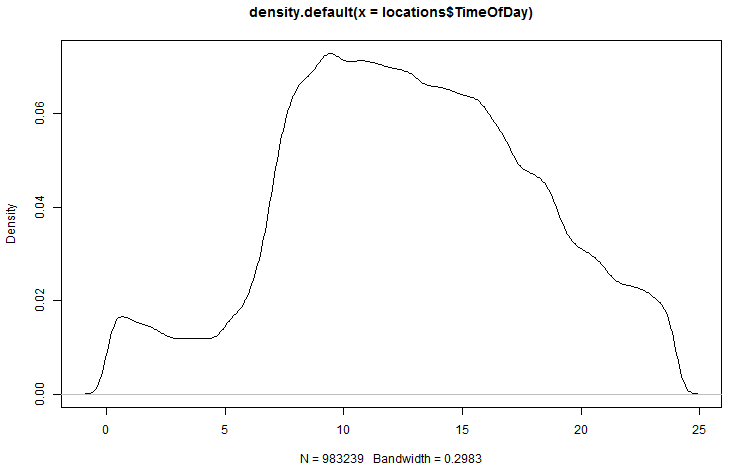 density.default(x = locations$TimeOfDay)
Density
0.06
0.04
0.02
0.00
0 5 10 15 20 25
N = 983239 Bandwidth = 0.2983